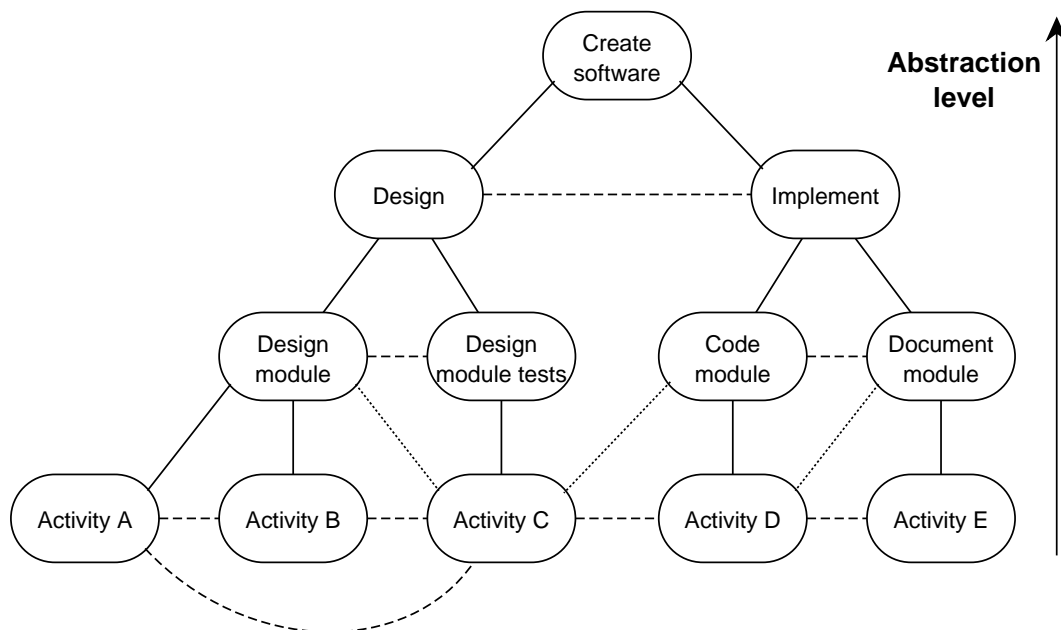 Create
software
Abstraction
level
Design
Implement
Design
module
Design
module tests
Code
module
Document
module
Activity A
Activity B
Activity C
Activity D
Activity E